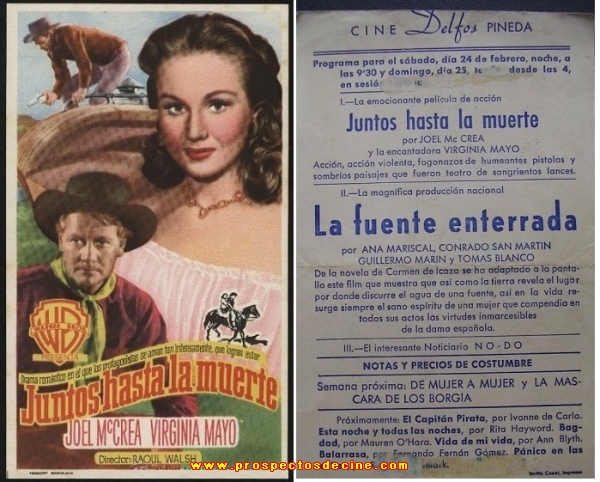 WARNER BROS.
WB
PRESENTA
Drama romántico en el que los protagonistas se aman tan intensamente, que logran estar
Juntos hasta la muerte
JOEL McCREA VIRGINIA MAYO
Director: RAOUL WALSH
CINE Delfos PINEDA
Programa para el sábado, día 24 de febrero, noche, a
las 9'30 y domingo, día 25, desde las 4,
en sesión
I.—La emocionante película de acción
Juntos hasta la muerte
por JOEL Mc CREA
y la encantadora VIRGINIA MAYO
Acción, acción violenta, fogonazos de humeantes pistolas y
sombríos paisajes que fueron teatro de sangrientos lances.
II.—La magnífica producción nacional
La fuente enterrada
por ANA MARISCAL, CONRADO SAN MARTIN
GUILLERMO MARIN y TOMAS BLANCO
De la novela de Carmen de Icaza se ha adaptado a la panta-
lla este film que muestra que así como la tierra revela el lugar
por donde discurre el agua de una fuente, así en la vida re-
surge siempre el sano espíritu de una mujer que compendia en
todos sus actos las virtudes inmarcesibles
de la dama española.
III.—El interesante Noticiario NO-DO
NOTAS Y PRECIOS DE COSTUMBRE
Semana próxima: DE MUJER A MUJER y LA MAS-
CARA DE LOS BORGIA
Próximamente: El Capitán Pirata, por Ivonne de Carlo.
Esta noche y todas las noches, por Rita Hayword. Bag-
dad, por Mauren O'Hara. Vida de mi vida, por Ann Blyth.
Balarrasa, por Fernando Fernán Gómez. Pánico en las
www.prospectosdecine.com